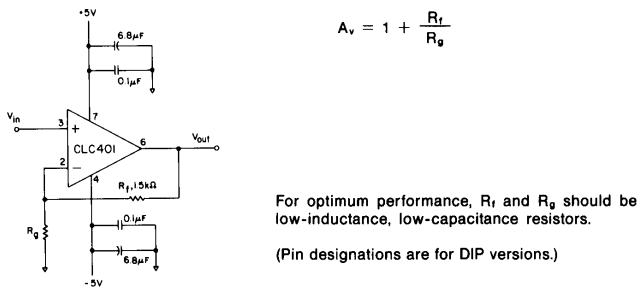 +5V
6.8μF
0.1μF
Vin
3
+
7
CLC401
6
Vout
2
−
4
Rf, 1.5kΩ
Rg
0.1μF
6.8μF
-5V
Av = 1 + Rf
Rg
For optimum performance, Rf and Rg should be
low-inductance, low-capacitance resistors.
(Pin designations are for DIP versions.)